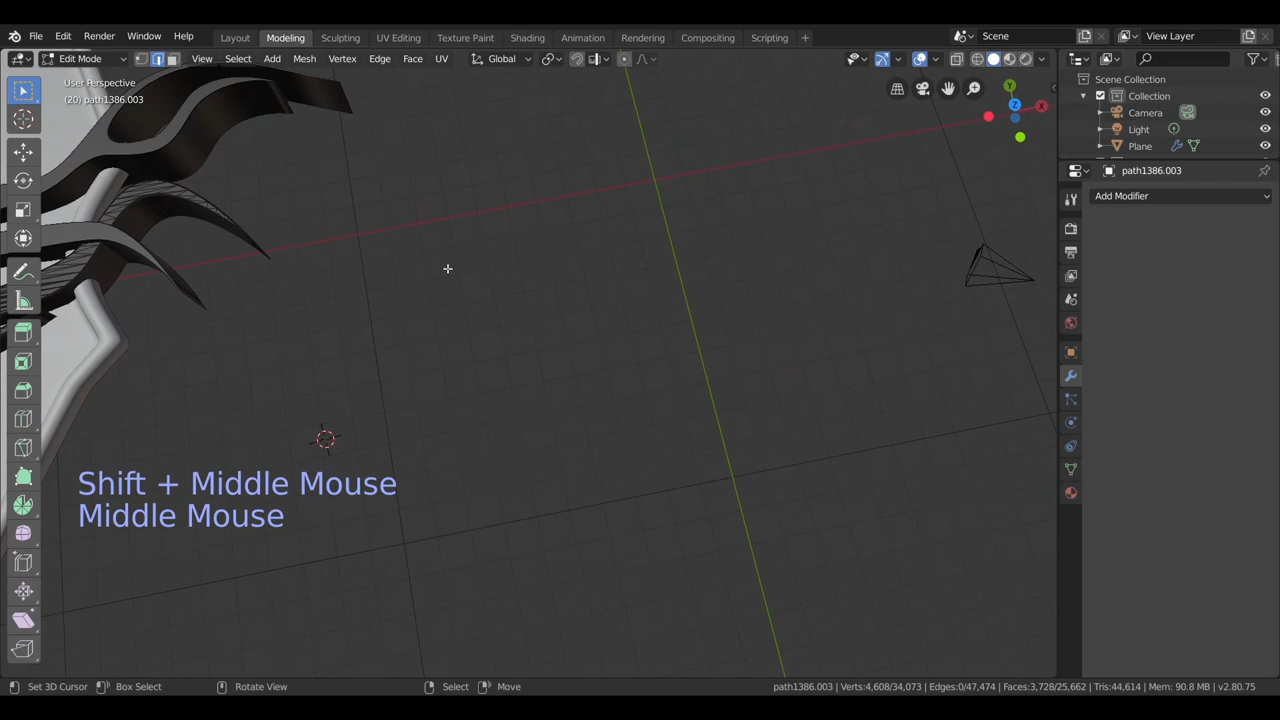 File Edit Render Window Help Layout Modeling Sculpting UV Editing Texture Paint Shading Animation Rendering Compositing Scripting + Scene View Layer
Edit Mode View Select Add Mesh Vertex Edge Face UV Global
User Perspective
(20) path1386.003
Y
Z
X
Scene Collection
Collection
Camera
Light
Plane
path1386.003
Add Modifier
Shift + Middle Mouse
Middle Mouse
Set 3D Cursor Box Select Rotate View Select Move path1386.003 | Verts:4,608/34,073 | Edges:0/47,474 | Faces:3,728/25,662 | Tris:44,614 | Mem: 90.8 MB | v2.80.75